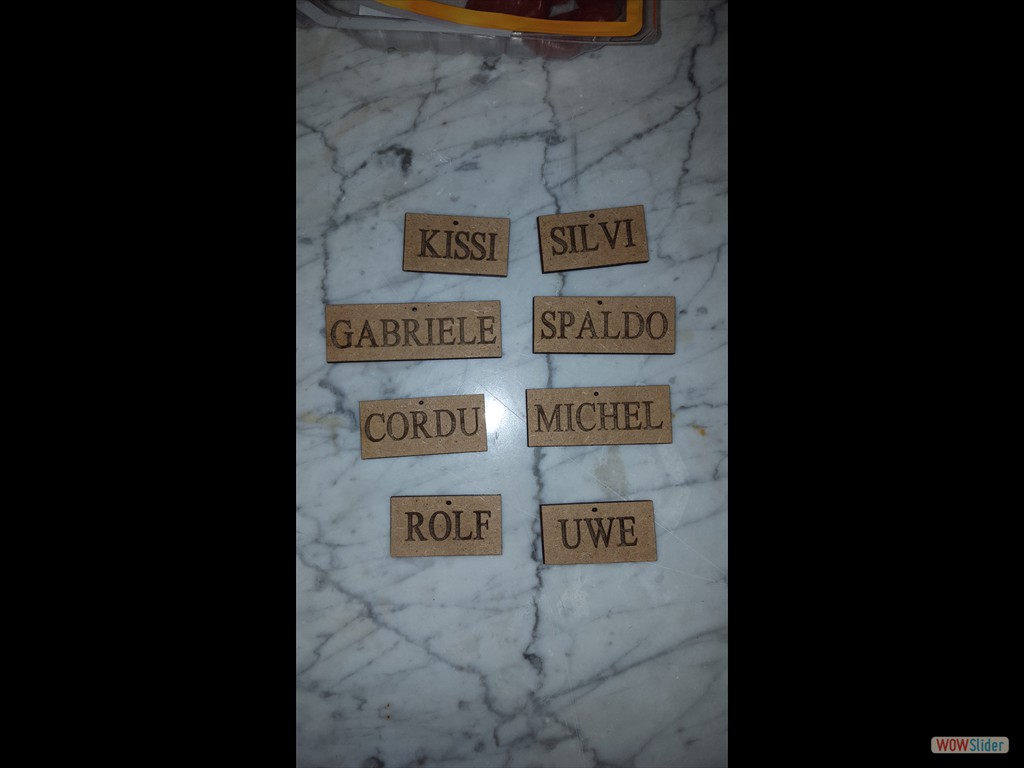 KISSI SILVI
GABRIELE SPALDO
CORDU MICHEL
ROLF UWE
WOWSlider